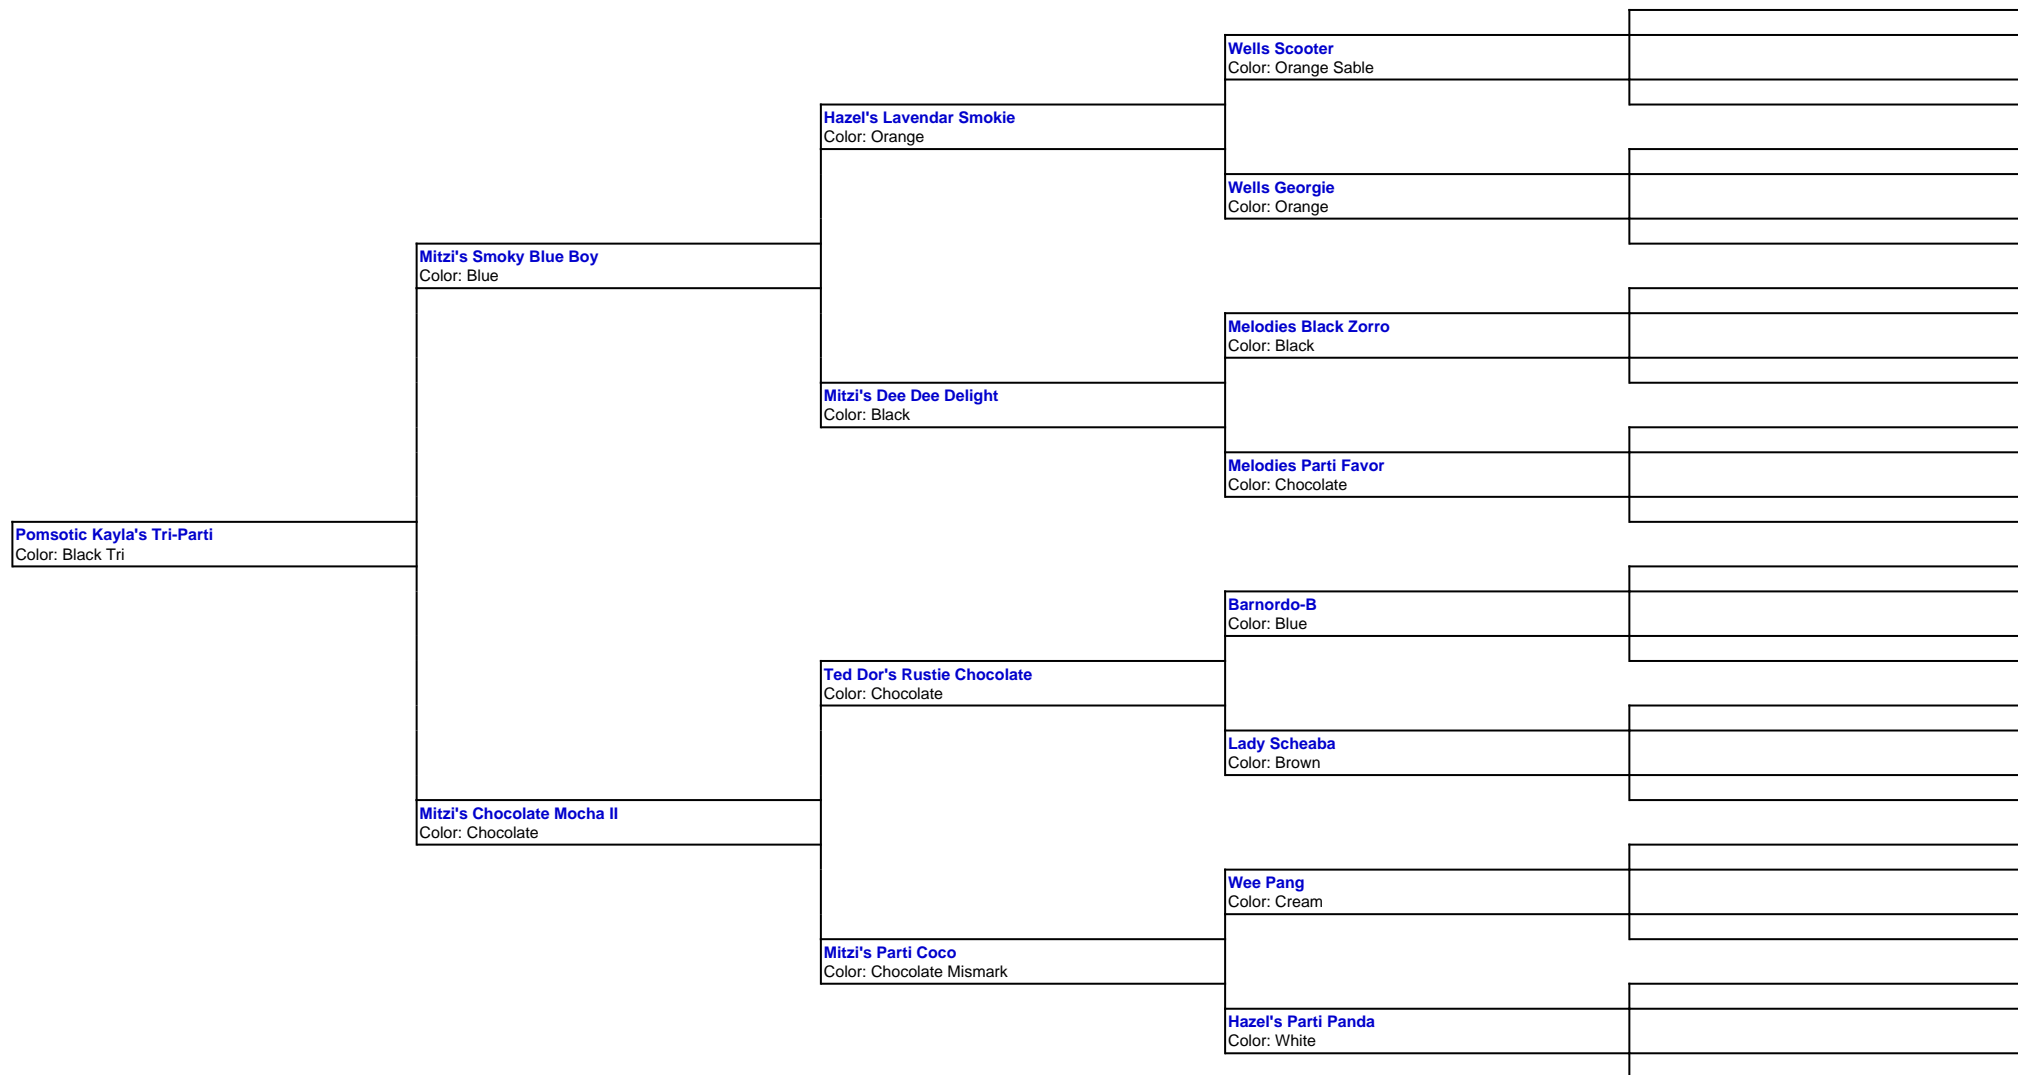 Wells Scooter
Color: Orange Sable
Hazel's Lavendar Smokie
Color: Orange
Wells Georgie
Color: Orange
Mitzi's Smoky Blue Boy
Color: Blue
Melodies Black Zorro
Color: Black
Mitzi's Dee Dee Delight
Color: Black
Melodies Parti Favor
Color: Chocolate
Pomsotic Kayla's Tri-Parti
Color: Black Tri
Barnordo-B
Color: Blue
Ted Dor's Rustie Chocolate
Color: Chocolate
Lady Scheaba
Color: Brown
Mitzi's Chocolate Mocha II
Color: Chocolate
Wee Pang
Color: Cream
Mitzi's Parti Coco
Color: Chocolate Mismark
Hazel's Parti Panda
Color: White